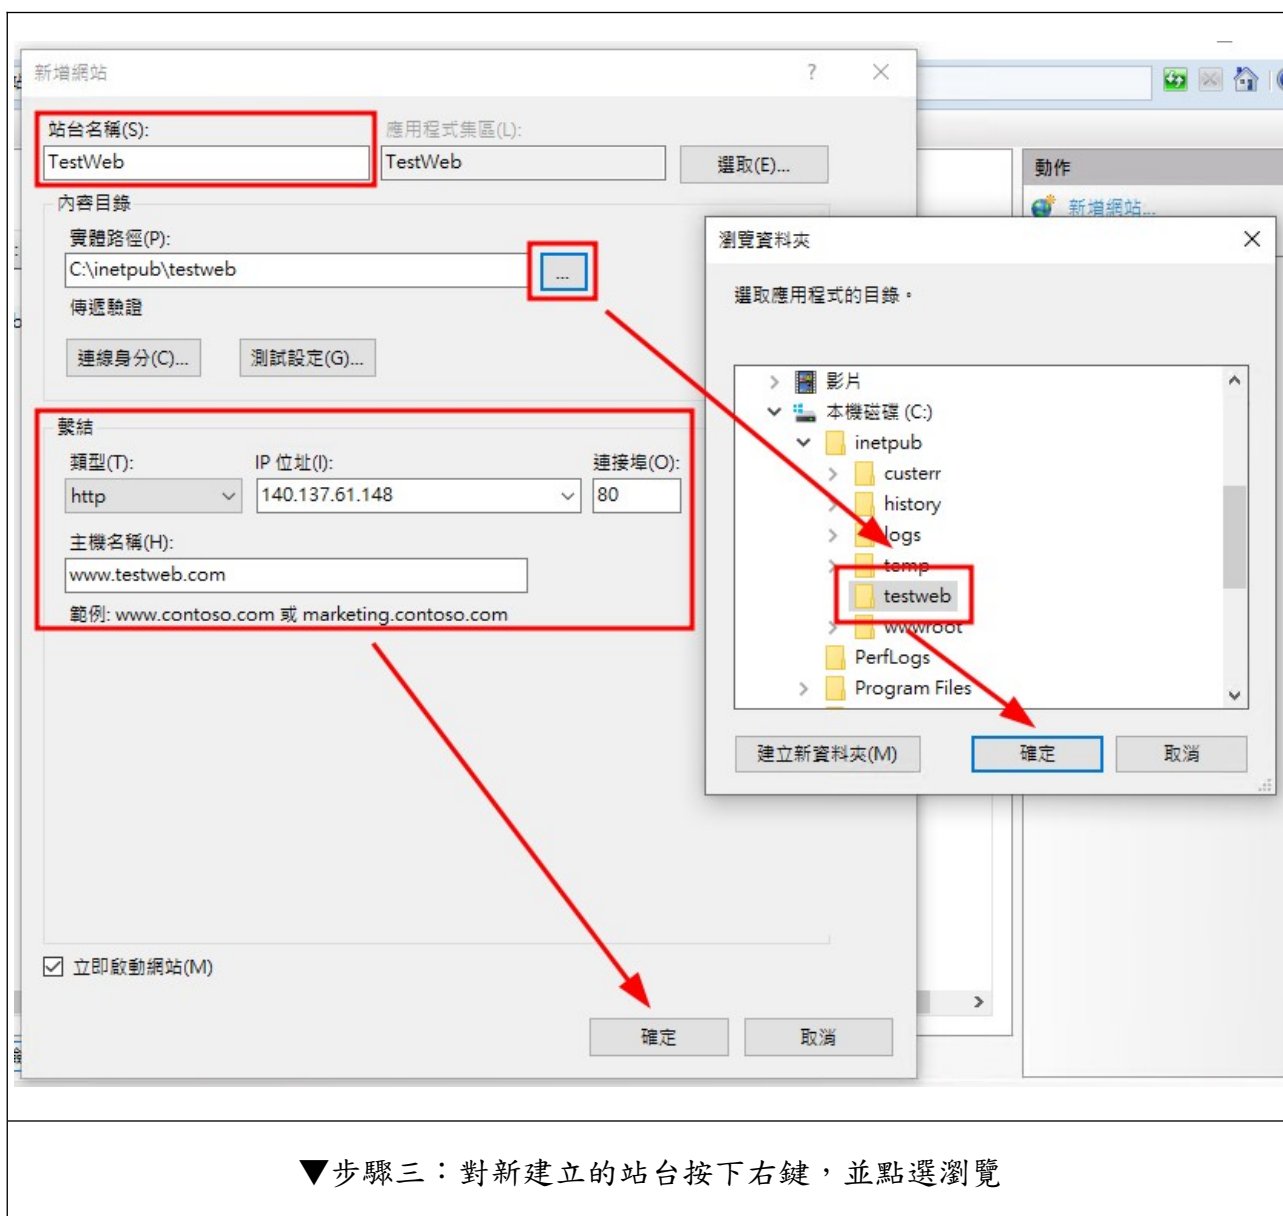 新增網站
站台名稱(S):
應用程式集區(L):
TestWeb
TestWeb
選取(E)...
內容目錄
實體路徑(P):
C:\inetpub\testweb
...
傳遞驗證
連線身分(C)...
測試設定(G)...
繫結
類型(T):
IP 位址(I):
連接埠(O):
http
140.137.61.148
80
主機名稱(H):
www.testweb.com
範例: www.contoso.com 或 marketing.contoso.com
立即啟動網站(M)
確定
取消
動作
新增網站...
瀏覽資料夾
選取應用程式的目錄。
影片
本機磁碟 (C:)
inetpub
custerr
history
logs
temp
testweb
wwwroot
PerfLogs
Program Files
建立新資料夾(M)
確定
取消
▼步驟三：對新建立的站台按下右鍵，並點選瀏覽